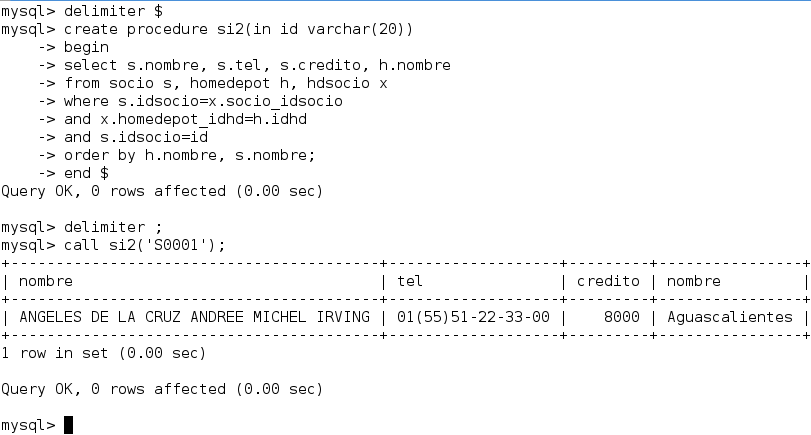 mysql> delimiter $
mysql> create procedure si2(in id varchar(20))
    -> begin
    -> select s.nombre, s.tel, s.credito, h.nombre
    -> from socio s, homedepot h, hdsocio x
    -> where s.idsocio=x.socio_idsocio
    -> and x.homedepot_idhd=h.idhd
    -> and s.idsocio=id
    -> order by h.nombre, s.nombre;
    -> end $
Query OK, 0 rows affected (0.00 sec)

mysql> delimiter ;
mysql> call si2('S0001');
+-----------------------------------------+-------------------+---------+----------------+
| nombre                                  | tel               | credito | nombre         |
+-----------------------------------------+-------------------+---------+----------------+
| ANGELES DE LA CRUZ ANDREE MICHEL IRVING | 01(55)51-22-33-00 |    8000 | Aguascalientes |
+-----------------------------------------+-------------------+---------+----------------+
1 row in set (0.00 sec)

Query OK, 0 rows affected (0.00 sec)

mysql>